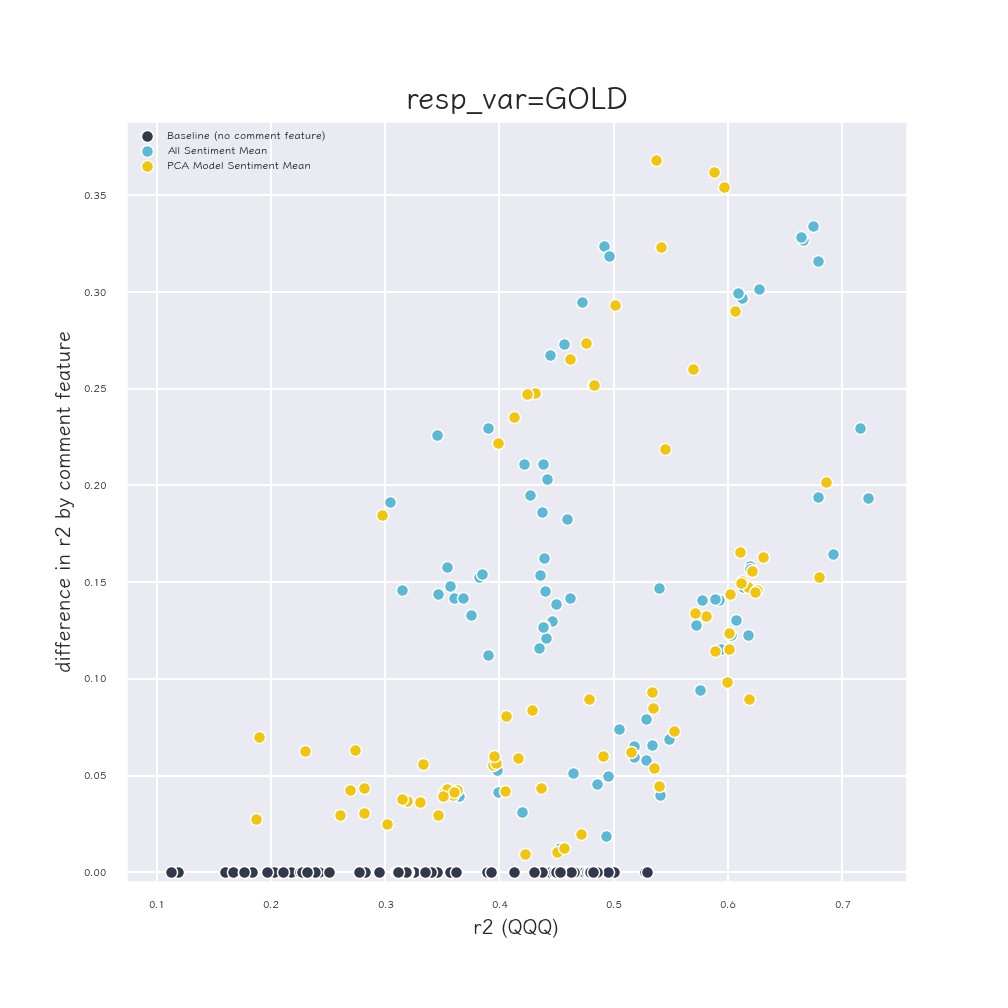 resp_var=GOLD
Baseline (no comment feature)
All Sentiment Mean
PCA Model Sentiment Mean
difference in r2 by comment feature
0.35
0.30
0.25
0.20
0.15
0.10
0.05
0.00
0.1 0.2 0.3 0.4 0.5 0.6 0.7
r2 (QQQ)